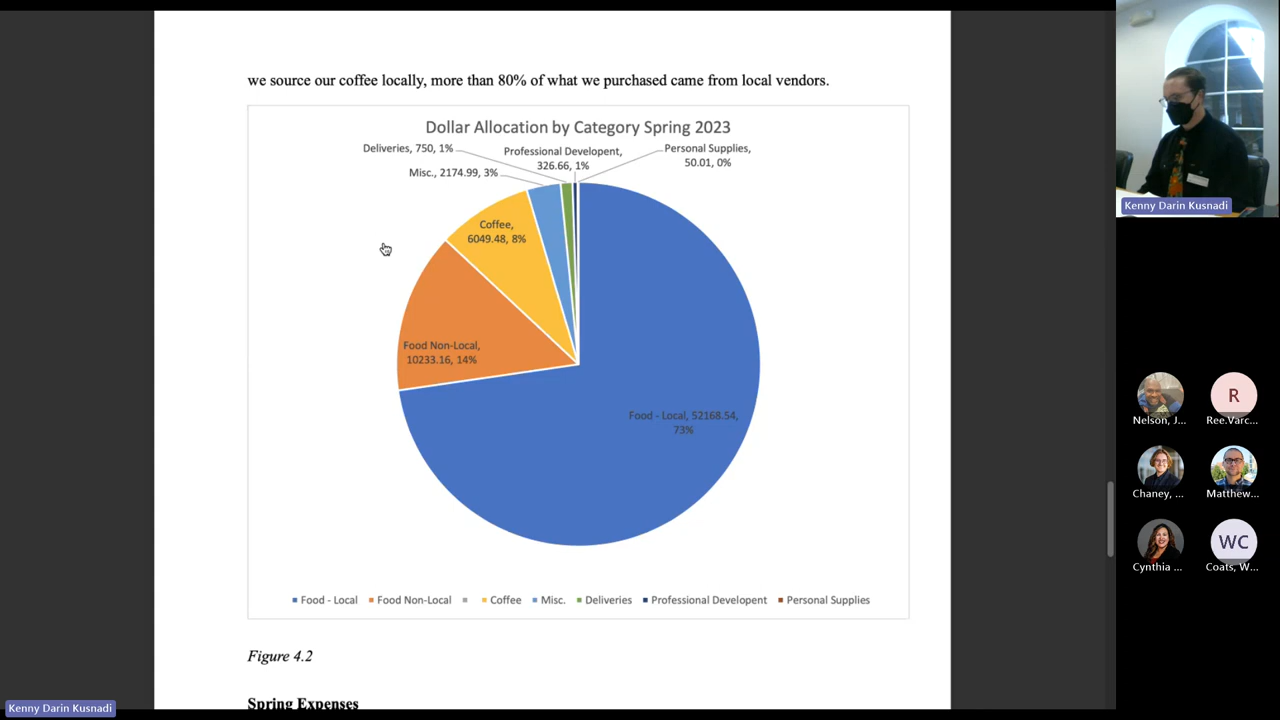 we source our coffee locally, more than 80% of what we purchased came from local vendors.
Dollar Allocation by Category Spring 2023
Deliveries, 750, 1%
Professional Developent,
326.66, 1%
Personal Supplies,
50.01, 0%
Misc., 2174.99, 3%
Coffee,
6049.48, 8%
Food Non-Local,
10233.16, 14%
Food - Local, 52168.54,
73%
Food - Local Food Non-Local Coffee Misc. Deliveries Professional Developent Personal Supplies
Figure 4.2
Spring Expenses
Kenny Darin Kusnadi
Kenny Darin Kusnadi
Nelson, J...
R
Ree.Varc...
Chaney, ...
Matthew...
Cynthia ...
WC
Coats, W...